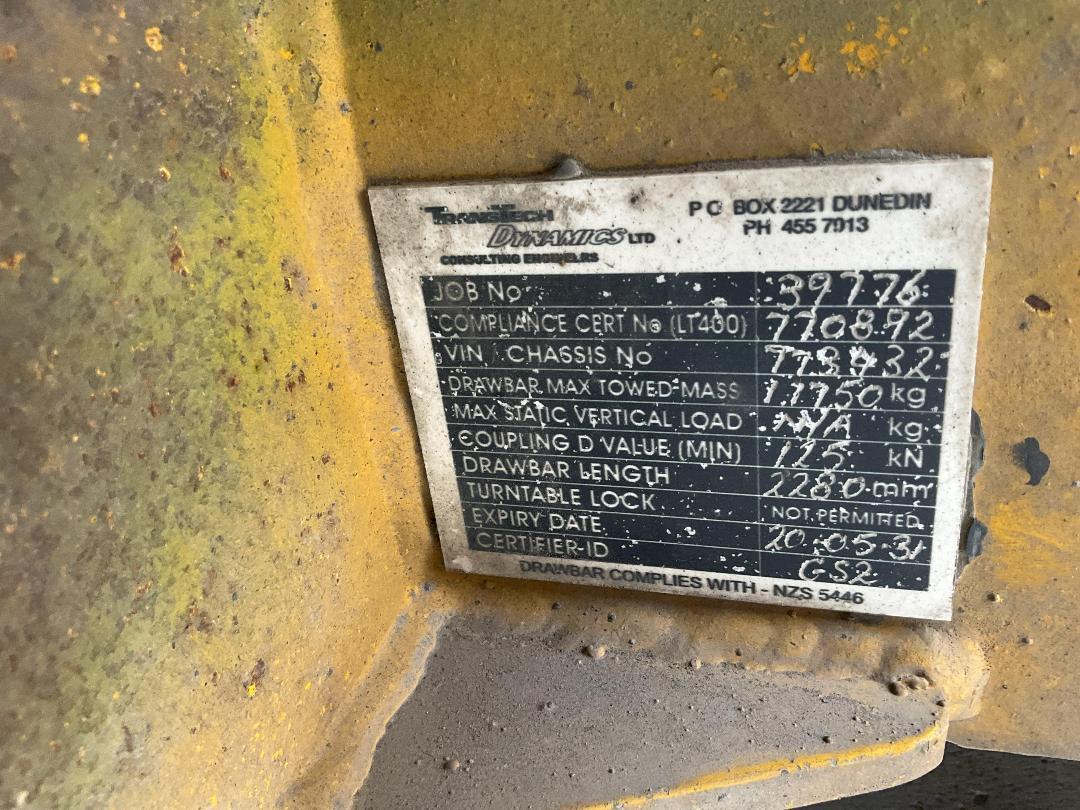 TRANSTECH
DYNAMICS LTD
CONSULTING ENGINEERS
P O BOX 2221 DUNEDIN
PH 455 7913
JOB No 39776
COMPLIANCE CERT No (LT400) 770892
VIN / CHASSIS No
DRAWBAR MAX TOWED MASS 11750 kg
MAX STATIC VERTICAL LOAD N/A kg
COUPLING D VALUE (MIN) 125 kN
DRAWBAR LENGTH 2280 mm
TURNTABLE LOCK NOT PERMITTED
EXPIRY DATE 20-05-31
CERTIFIER ID GS2
DRAWBAR COMPLIES WITH - NZS 5446